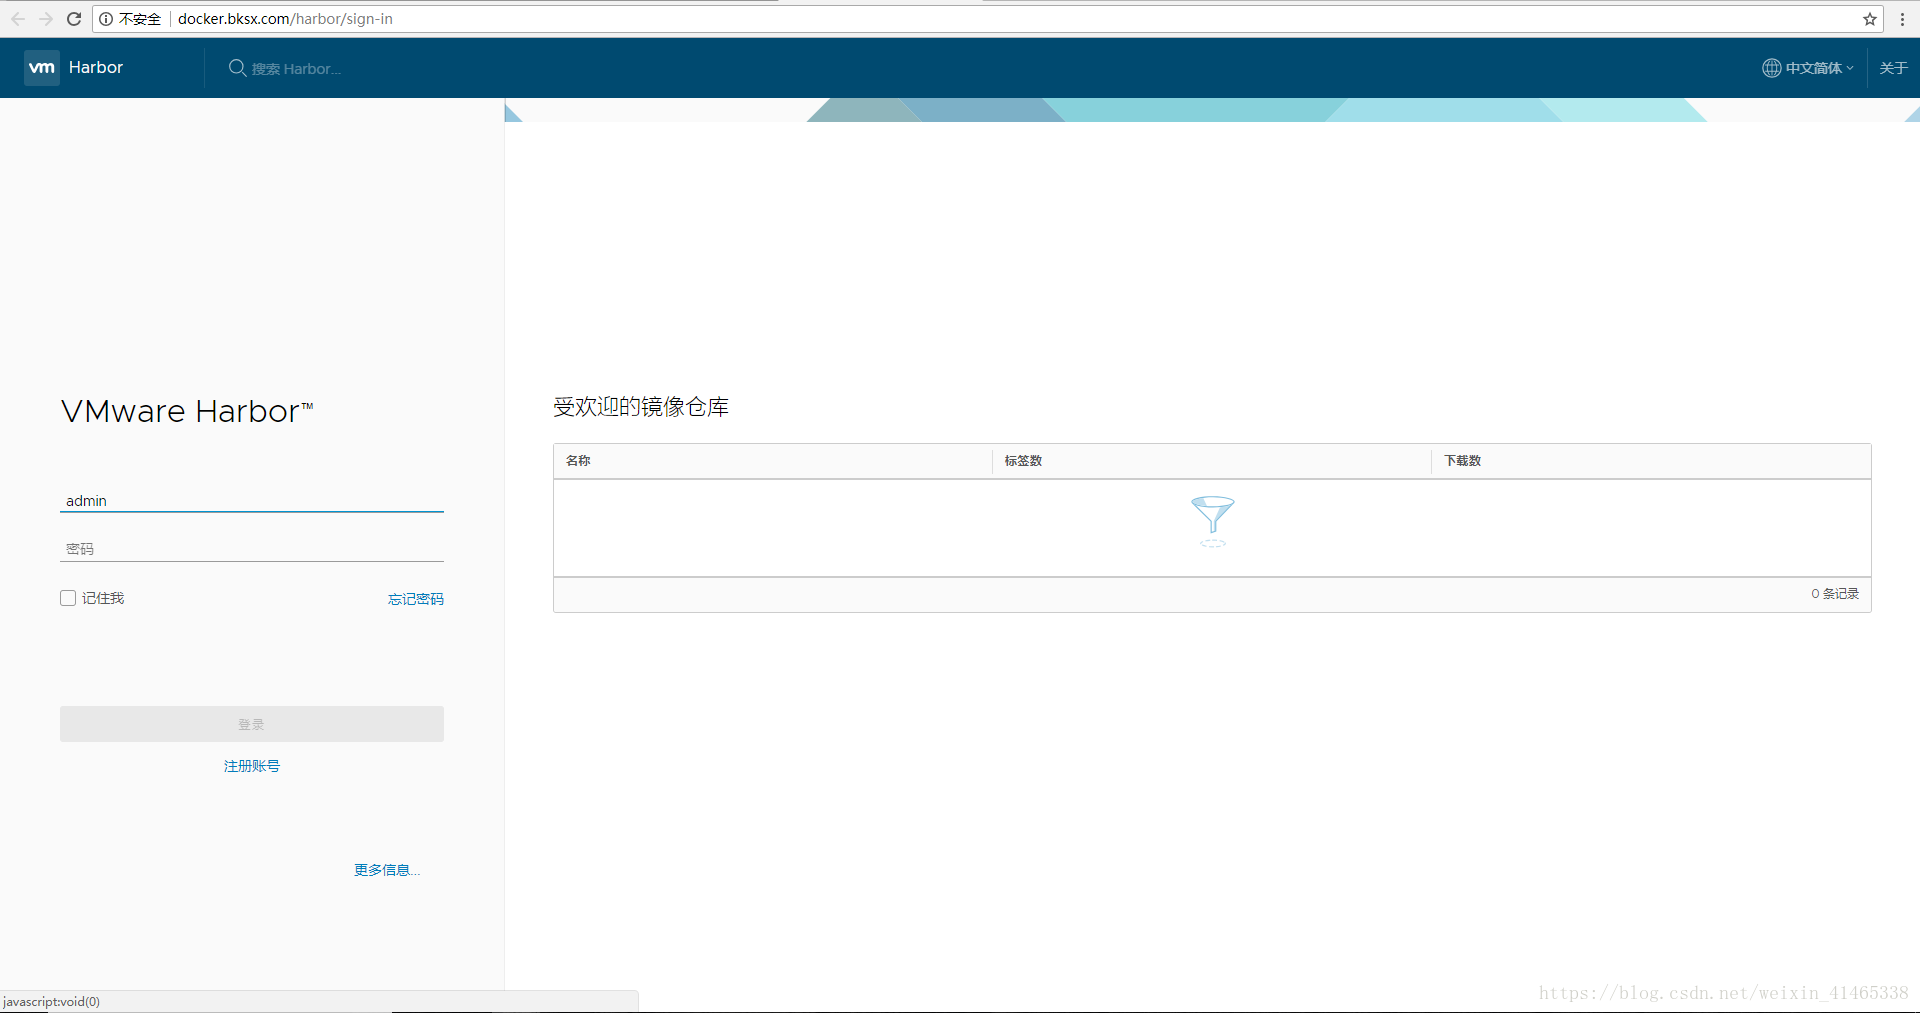 不安全 docker.bksx.com/harbor/sign-in
vm Harbor 搜索 Harbor... 中文简体 关于
VMware Harbor™
admin
密码
记住我 忘记密码
登录
注册账号
更多信息...
受欢迎的镜像仓库
名称 标签数 下载数
0 条记录
javascript:void(0)
https://blog.csdn.net/weixin_41465338